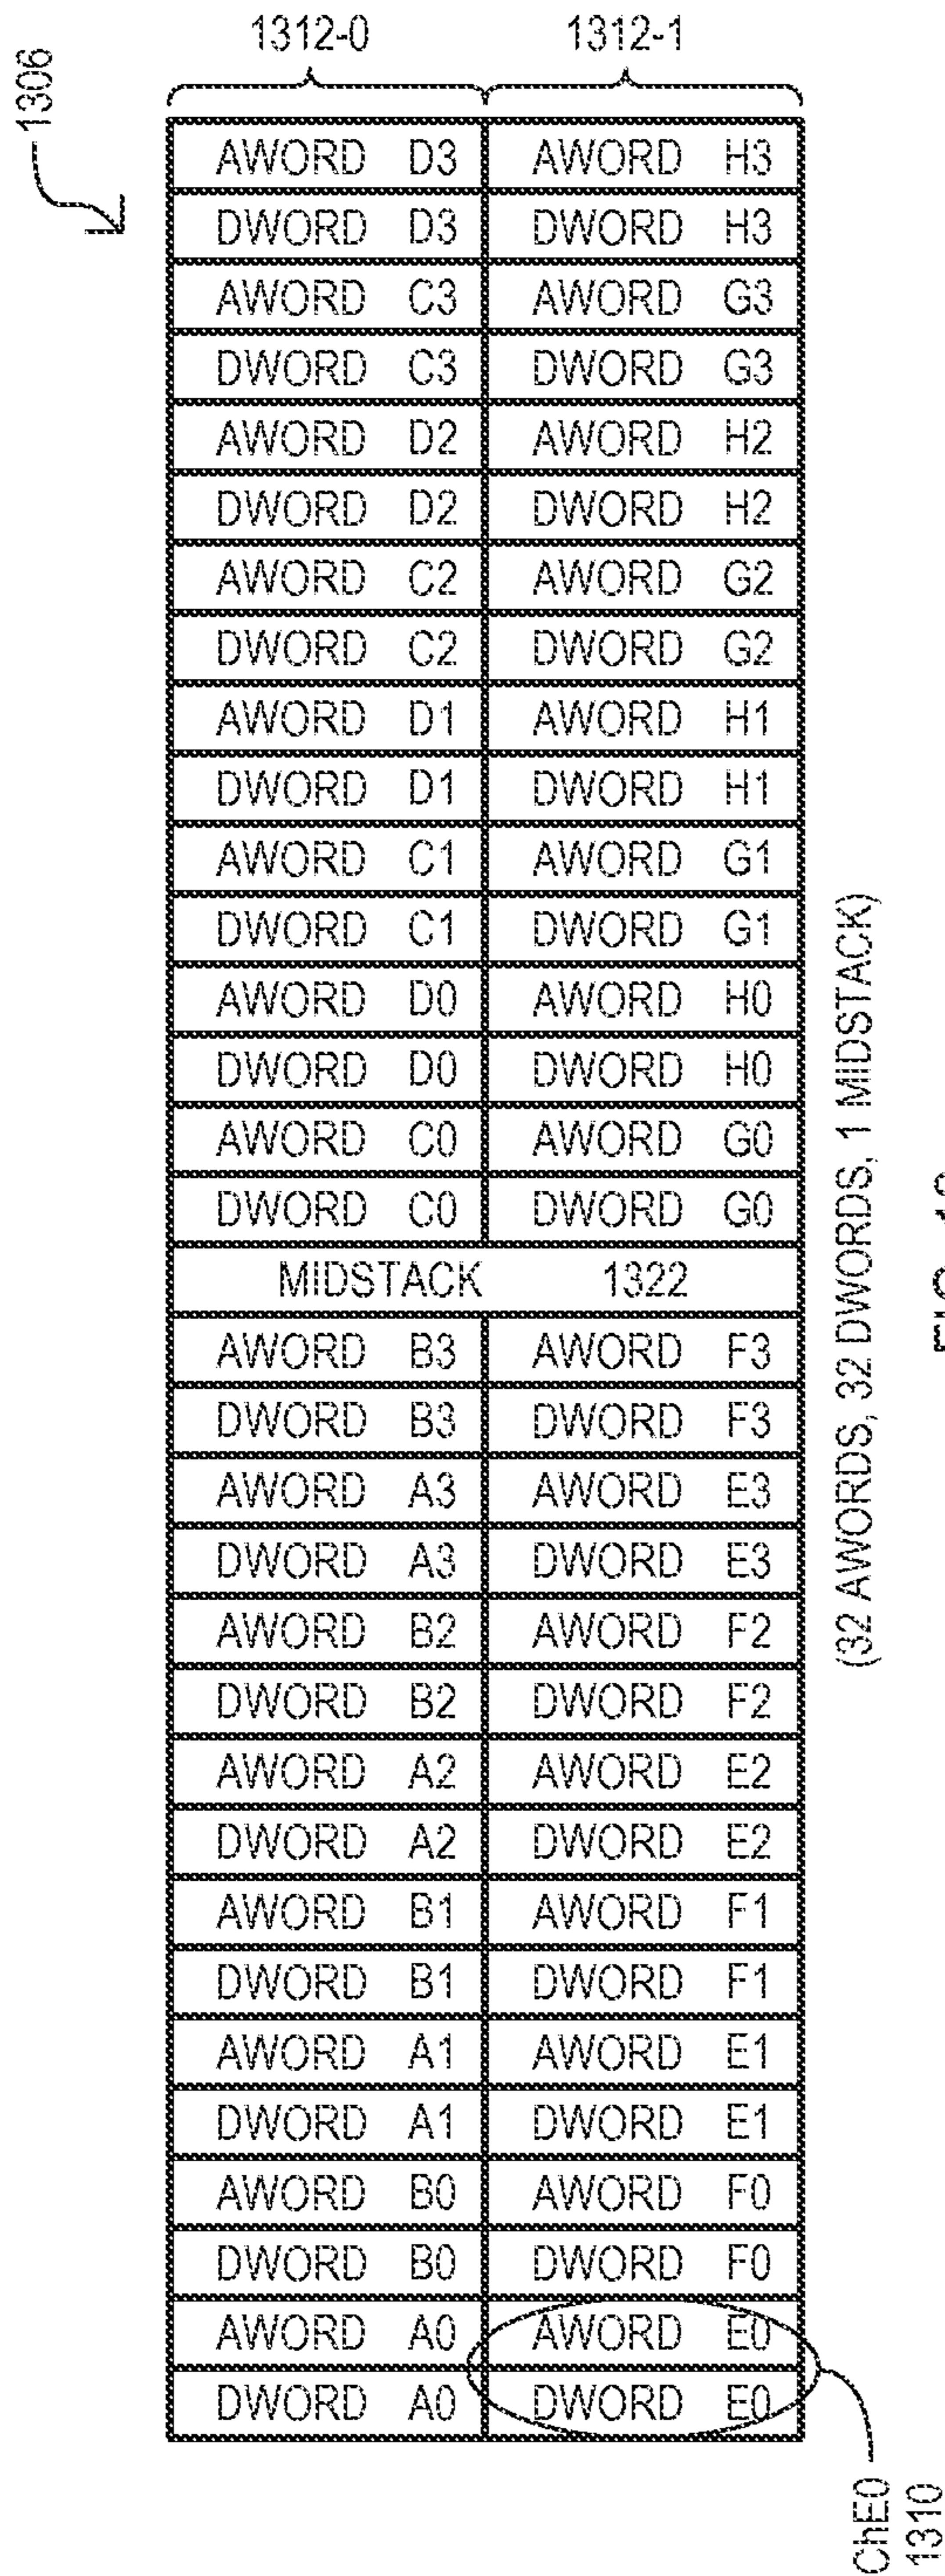 1306
1312-0 1312-1
AWORD D3 AWORD H3
DWORD D3 DWORD H3
AWORD C3 AWORD G3
DWORD C3 DWORD G3
AWORD D2 AWORD H2
DWORD D2 DWORD H2
AWORD C2 AWORD G2
DWORD C2 DWORD G2
AWORD D1 AWORD H1
DWORD D1 DWORD H1
AWORD C1 AWORD G1
DWORD C1 DWORD G1
AWORD D0 AWORD H0
DWORD D0 DWORD H0
AWORD C0 AWORD G0
DWORD C0 DWORD G0
MIDSTACK 1322
AWORD B3 AWORD F3
DWORD B3 DWORD F3
AWORD A3 AWORD E3
DWORD A3 DWORD E3
AWORD B2 AWORD F2
DWORD B2 DWORD F2
AWORD A2 AWORD E2
DWORD A2 DWORD E2
AWORD B1 AWORD F1
DWORD B1 DWORD F1
AWORD A1 AWORD E1
DWORD A1 DWORD E1
AWORD B0 AWORD F0
DWORD B0 DWORD F0
AWORD A0 AWORD E0
DWORD A0 DWORD E0
ChE0
1310
(32 AWORDS, 32 DWORDS, 1 MIDSTACK)